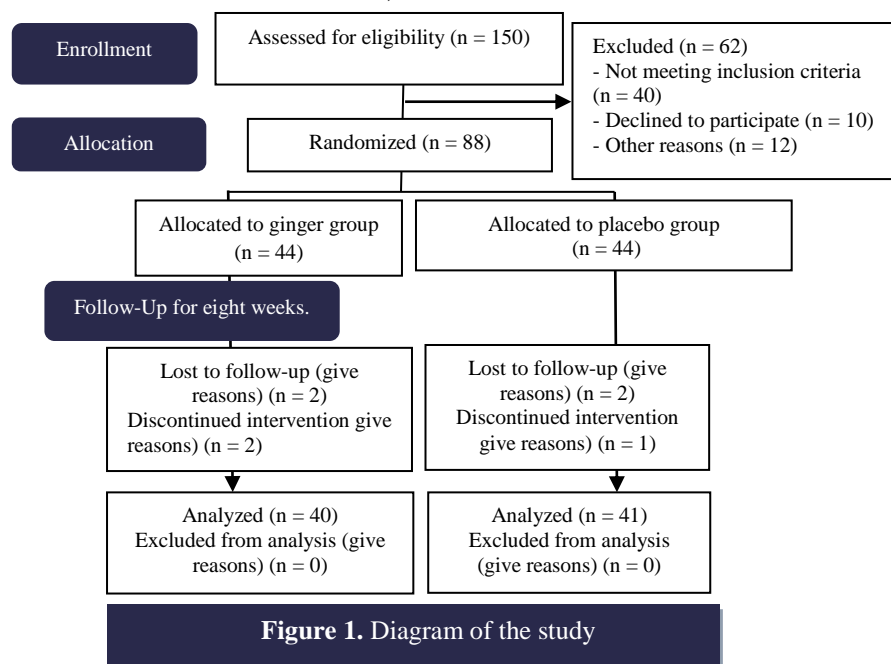 Enrollment
Assessed for eligibility (n = 150)
Excluded (n = 62)
- Not meeting inclusion criteria
(n = 40)
- Declined to participate (n = 10)
- Other reasons (n = 12)
Allocation
Randomized (n = 88)
Allocated to ginger group
(n = 44)
Allocated to placebo group
(n = 44)
Follow-Up for eight weeks.
Lost to follow-up (give
reasons) (n = 2)
Discontinued intervention give
reasons) (n = 2)
Lost to follow-up (give
reasons) (n = 2)
Discontinued intervention
give reasons) (n = 1)
Analyzed (n = 40)
Excluded from analysis (give
reasons) (n = 0)
Analyzed (n = 41)
Excluded from analysis
(give reasons) (n = 0)
Figure 1. Diagram of the study